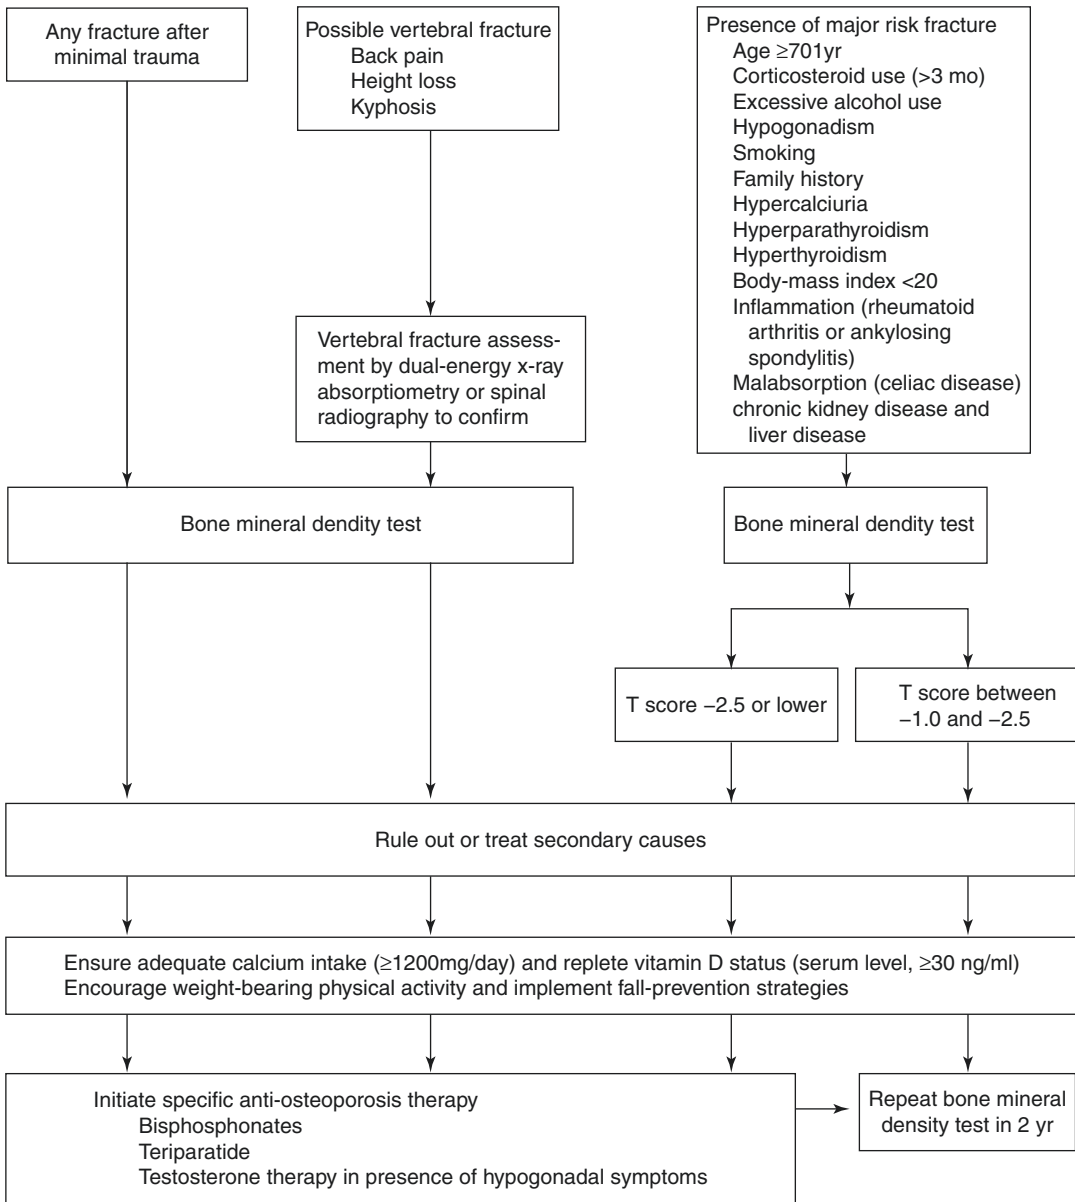 Any fracture after
minimal trauma
Possible vertebral fracture
Back pain
Height loss
Kyphosis
Presence of major risk fracture
Age ≥701yr
Corticosteroid use (>3 mo)
Excessive alcohol use
Hypogonadism
Smoking
Family history
Hypercalciuria
Hyperparathyroidism
Hyperthyroidism
Body-mass index <20
Inflammation (rheumatoid
arthritis or ankylosing
spondylitis)
Malabsorption (celiac disease)
chronic kidney disease and
liver disease
Vertebral fracture assess-
ment by dual-energy x-ray
absorptiometry or spinal
radiography to confirm
Bone mineral dendity test
Bone mineral dendity test
T score −2.5 or lower
T score between
−1.0 and −2.5
Rule out or treat secondary causes
Ensure adequate calcium intake (≥1200mg/day) and replete vitamin D status (serum level, ≥30 ng/ml)
Encourage weight-bearing physical activity and implement fall-prevention strategies
Initiate specific anti-osteoporosis therapy
Bisphosphonates
Teriparatide
Testosterone therapy in presence of hypogonadal symptoms
Repeat bone mineral
density test in 2 yr